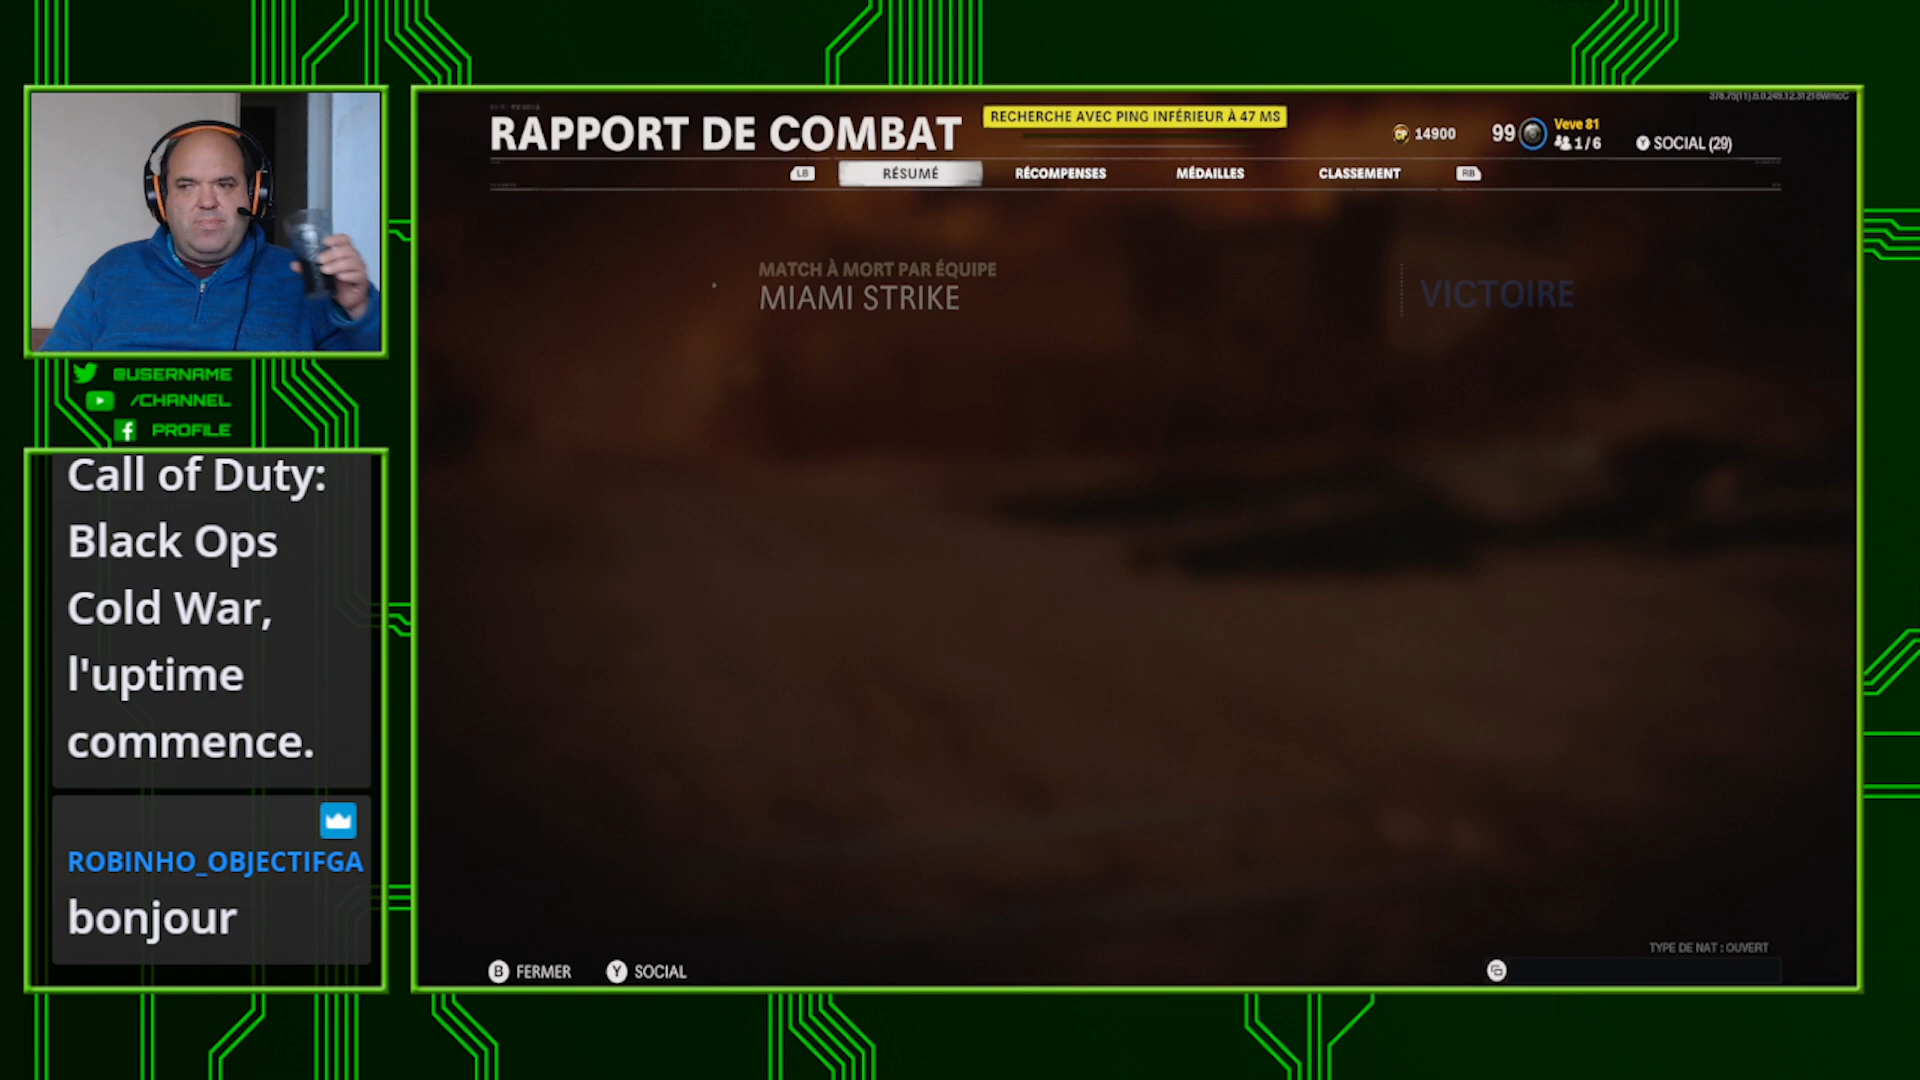 RAPPORT DE COMBAT
RECHERCHE AVEC PING INFÉRIEUR À 47 MS
CP 14900
99
Veve 81
1/6
Y SOCIAL (29)
LB
RÉSUMÉ
RÉCOMPENSES
MÉDAILLES
CLASSEMENT
RB
MATCH À MORT PAR ÉQUIPE
MIAMI STRIKE
VICTOIRE
@USERNAME
/CHANNEL
PROFILE
Call of Duty:
Black Ops
Cold War,
l'uptime
commence.
ROBINHO_OBJECTIFGA
bonjour
TYPE DE NAT : OUVERT
B FERMER
Y SOCIAL